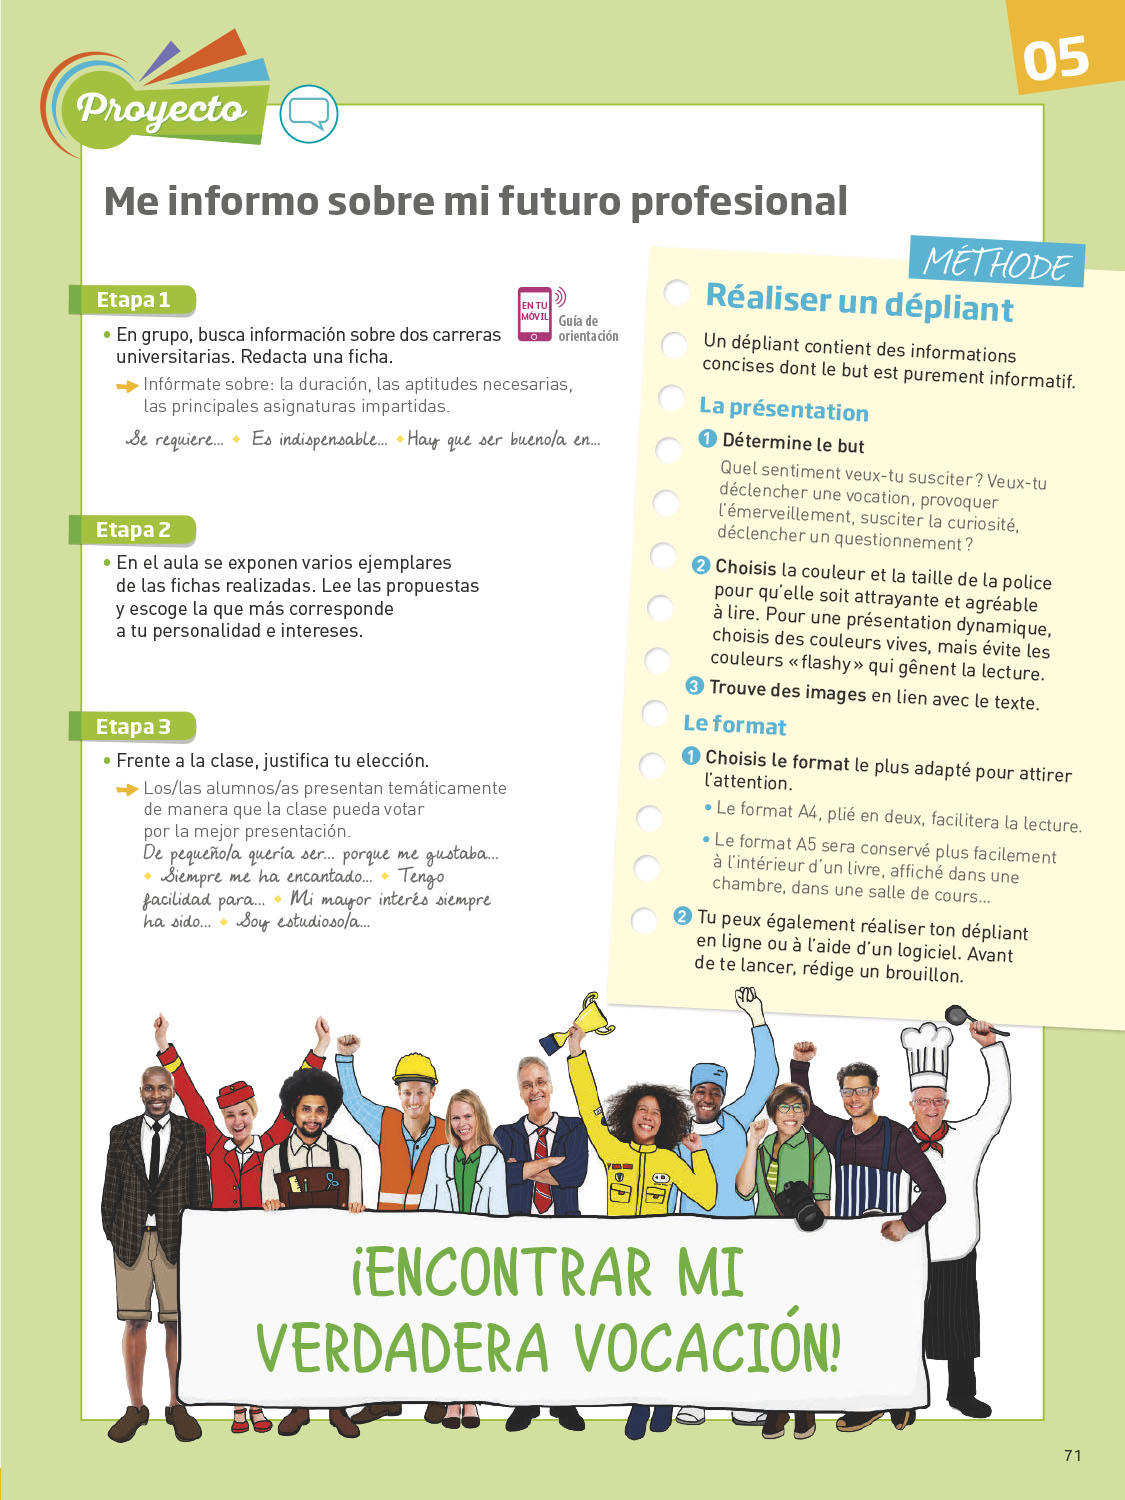 05
Proyecto
Me informo sobre mi futuro profesional
Etapa 1
• En grupo, busca información sobre dos carreras
universitarias. Redacta una ficha.
EN TU
MÓVIL
Guía de
orientación
Infórmate sobre: la duración, las aptitudes necesarias,
las principales asignaturas impartidas.
Se requiere... ◆ Es indispensable... ◆ Hay que ser bueno/a en...
Etapa 2
• En el aula se exponen varios ejemplares
de las fichas realizadas. Lee las propuestas
y escoge la que más corresponde
a tu personalidad e intereses.
Etapa 3
• Frente a la clase, justifica tu elección.
Los/las alumnos/as presentan temáticamente
de manera que la clase pueda votar
por la mejor presentación.
De pequeño/a quería ser... porque me gustaba...
◆ Siempre me ha encantado... ◆ Tengo
facilidad para... ◆ Mi mayor interés siempre
ha sido... ◆ Soy estudioso/a...
MÉTHODE
Réaliser un dépliant
Un dépliant contient des informations
concises dont le but est purement informatif.
La présentation
1 Détermine le but
Quel sentiment veux-tu susciter ? Veux-tu
déclencher une vocation, provoquer
l'émerveillement, susciter la curiosité,
déclencher un questionnement ?
2 Choisis la couleur et la taille de la police
pour qu'elle soit attrayante et agréable
à lire. Pour une présentation dynamique,
choisis des couleurs vives, mais évite les
couleurs « flashy » qui gênent la lecture.
3 Trouve des images en lien avec le texte.
Le format
1 Choisis le format le plus adapté pour attirer
l'attention.
• Le format A4, plié en deux, facilitera la lecture.
• Le format A5 sera conservé plus facilement
à l'intérieur d'un livre, affiché dans une
chambre, dans une salle de cours...
2 Tu peux également réaliser ton dépliant
en ligne ou à l'aide d'un logiciel. Avant
de te lancer, rédige un brouillon.
¡ENCONTRAR MI
VERDADERA VOCACIÓN!
71